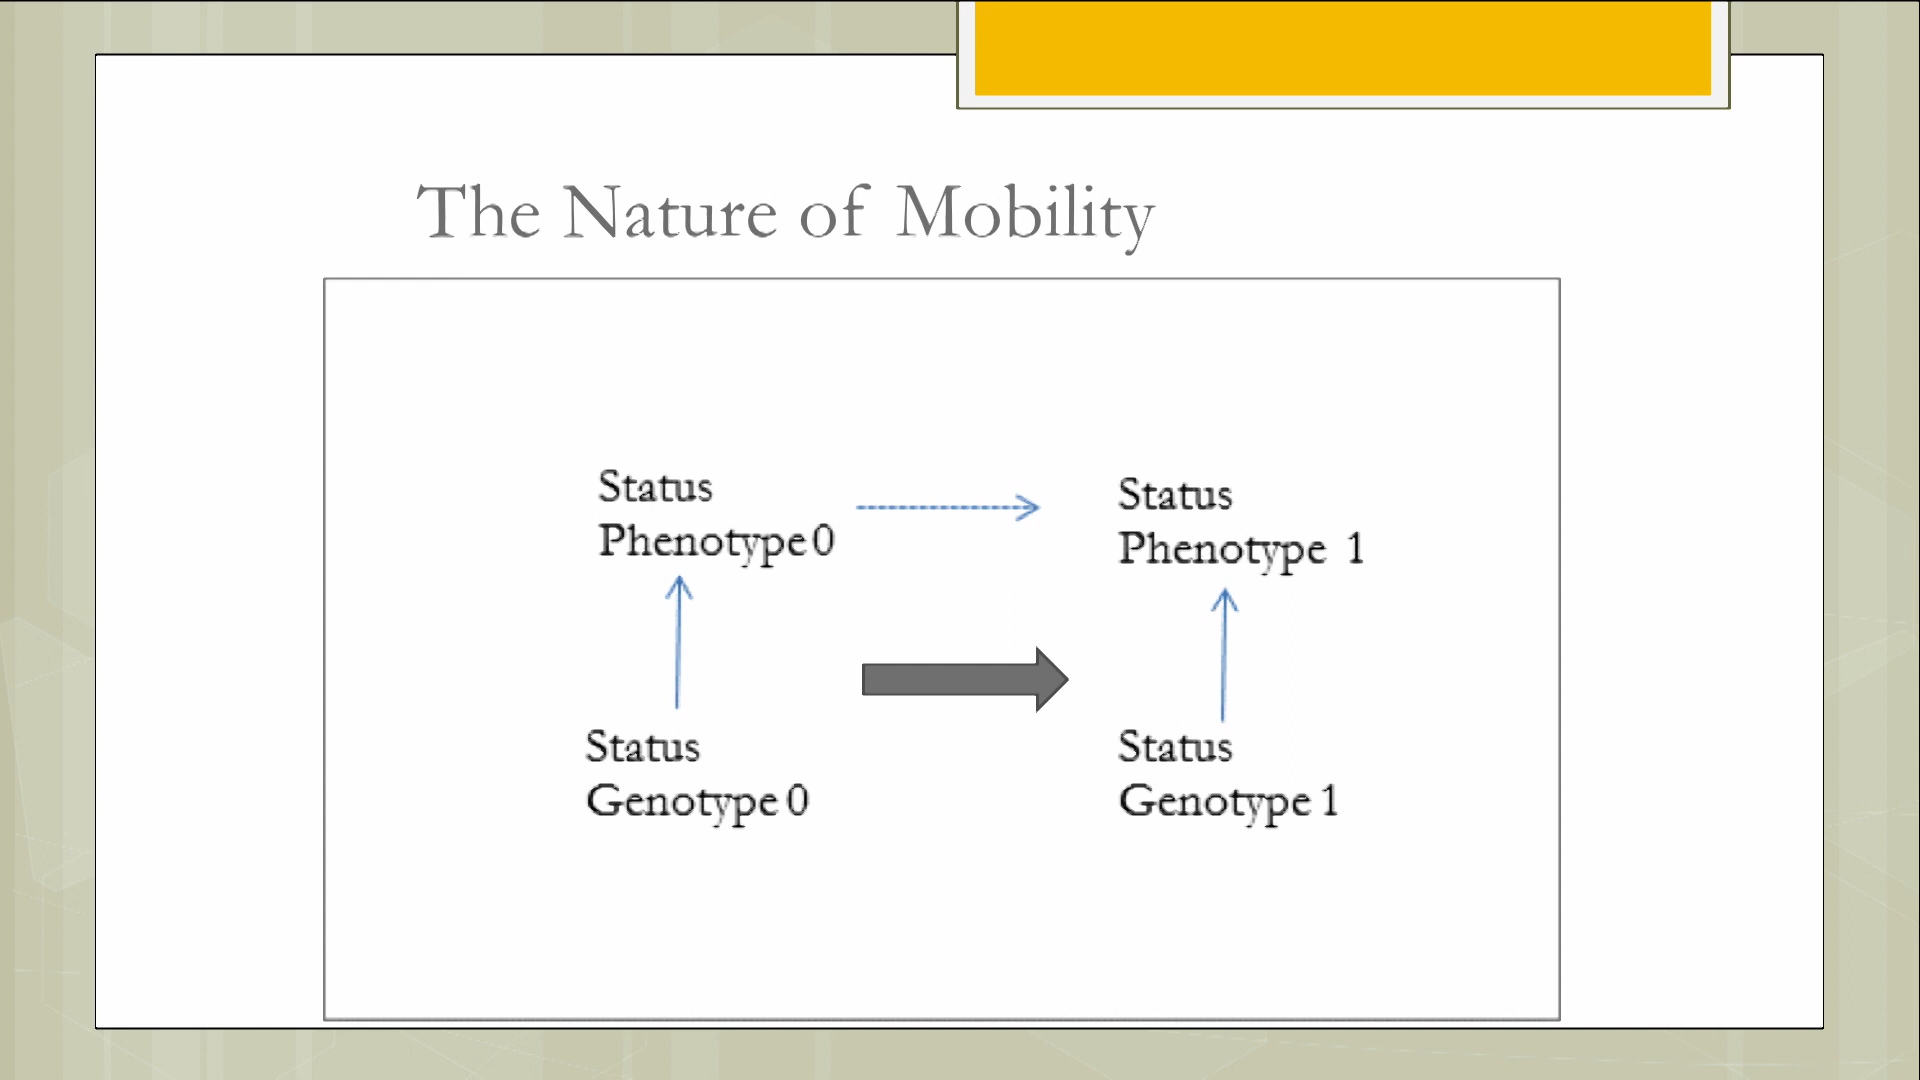 The Nature of Mobility
Status
Phenotype 0
Status
Phenotype 1
Status
Genotype 0
Status
Genotype 1